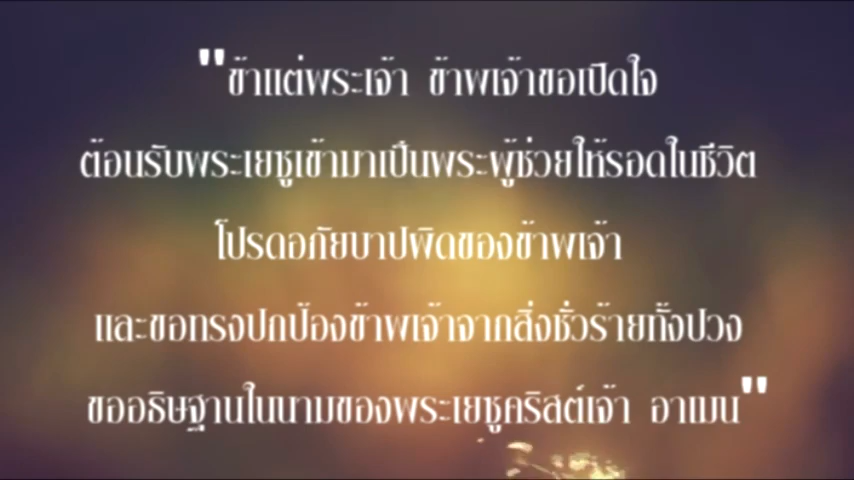 "ข้าแต่พระเจ้า ข้าพเจ้าขอเปิดใจ
ต้อนรับพระเยซูเข้ามาเป็นพระผู้ช่วยให้รอดในชีวิต
โปรดอภัยบาปผิดของข้าพเจ้า
และขอทรงปกป้องข้าพเจ้าจากสิ่งชั่วร้ายทั้งปวง
ขออธิษฐานในนามของพระเยซูคริสต์เจ้า อาเมน"